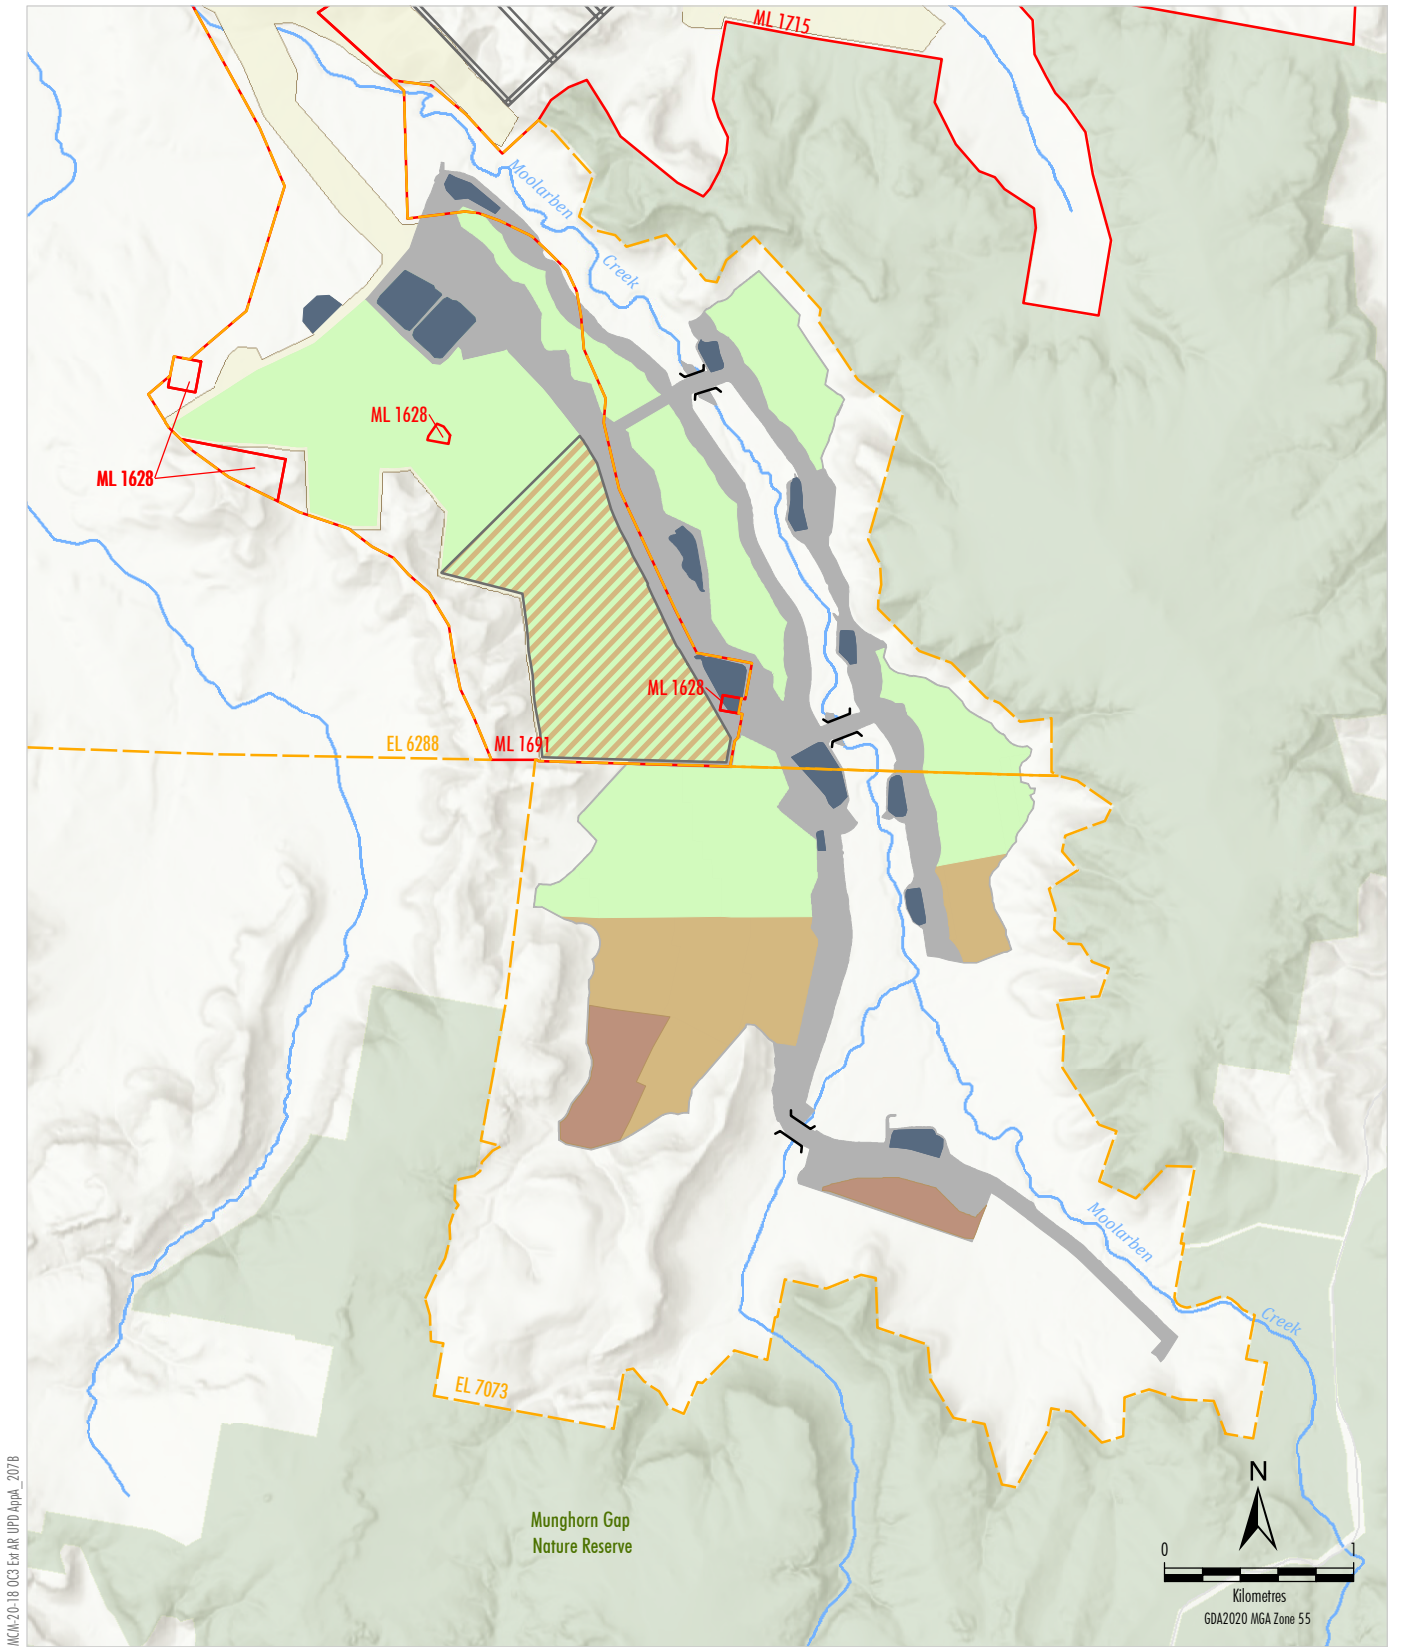 ML 1715
Moolarben
Creek
ML 1628
ML 1628
ML 1628
EL 6288
ML 1691
Moolarben
Creek
EL 7073
Munghorn Gap
Nature Reserve
N
0 1
Kilometres
GDA2020 MGA Zone 55
MCM-20-18 OC3 Ext AR UPD AppA_207B